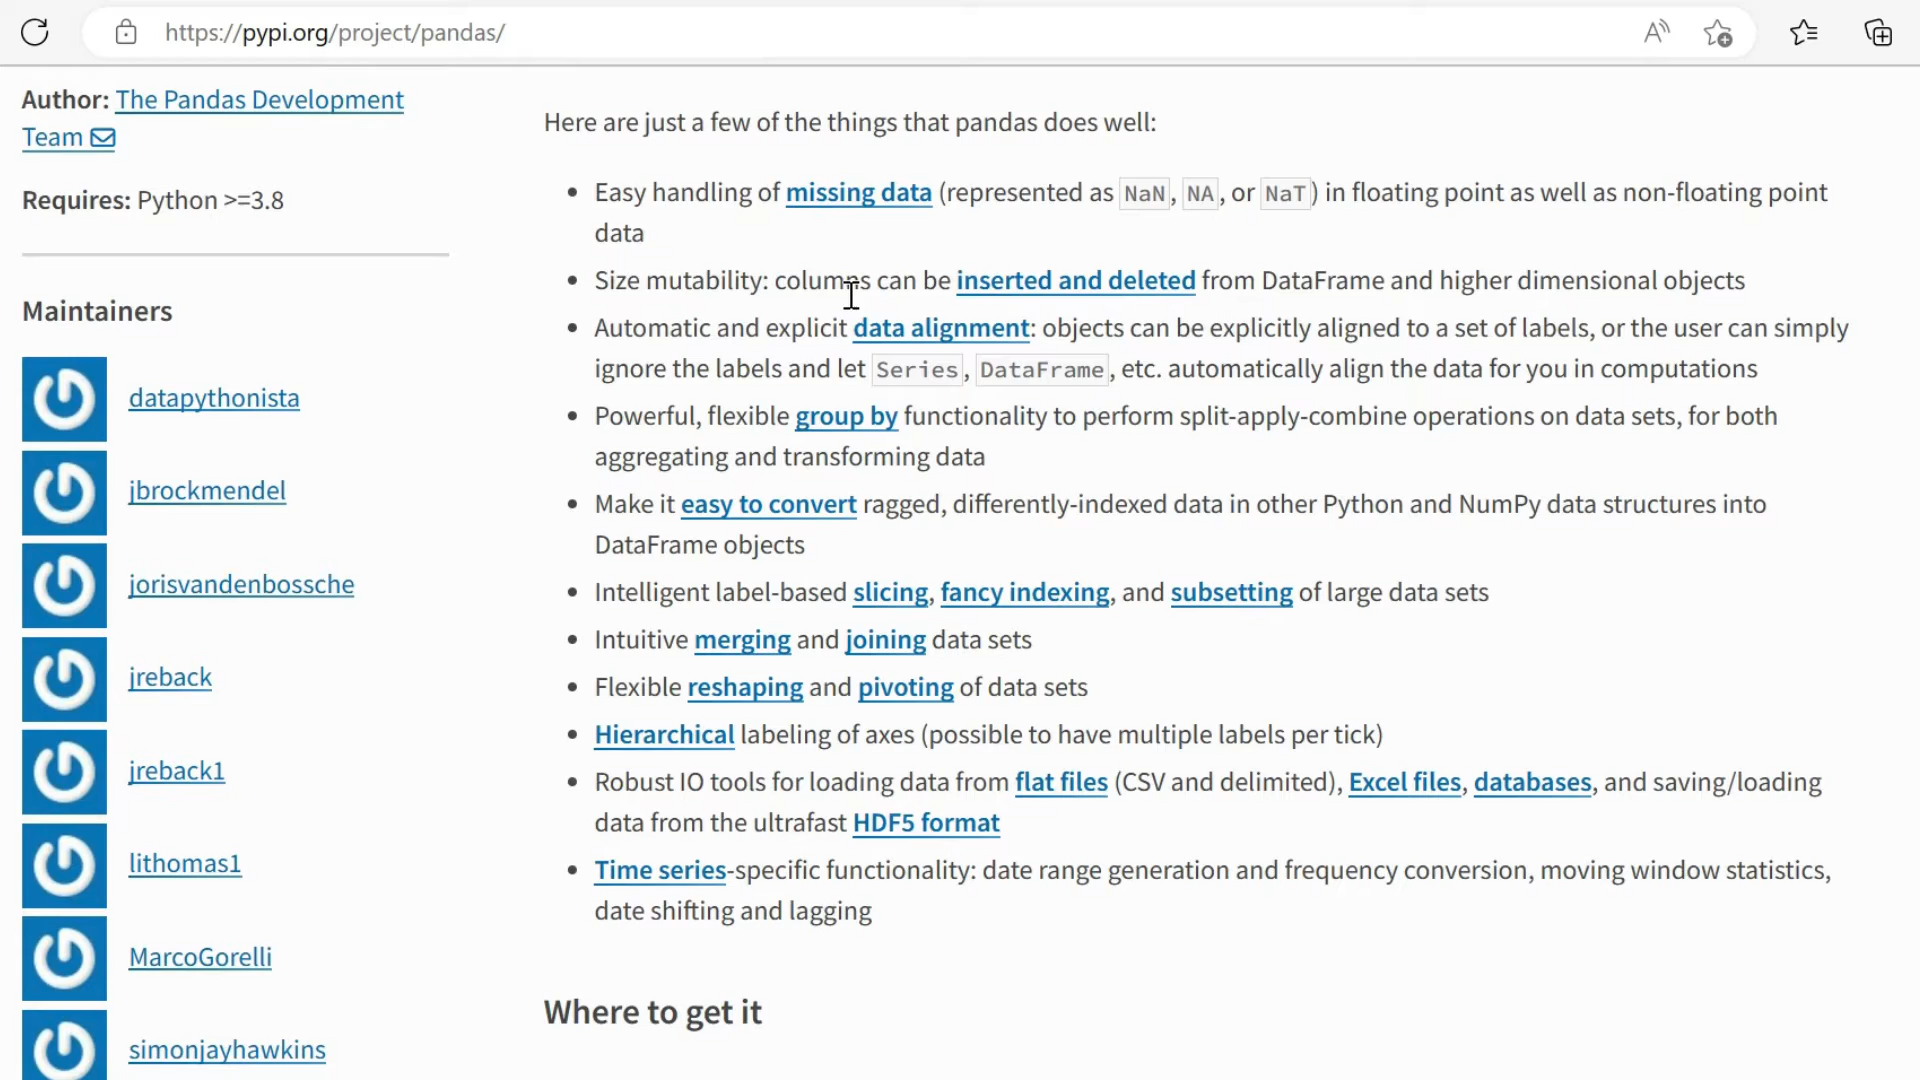 https://pypi.org/project/pandas/
Author: The Pandas Development
Team
Requires: Python >=3.8
Maintainers
datapythonista
jbrockmendel
jorisvandenbossche
jreback
jreback1
lithomas1
MarcoGorelli
simonjayhawkins
Here are just a few of the things that pandas does well:
• Easy handling of missing data (represented as NaN, NA, or NaT) in floating point as well as non-floating point
data
• Size mutability: columns can be inserted and deleted from DataFrame and higher dimensional objects
• Automatic and explicit data alignment: objects can be explicitly aligned to a set of labels, or the user can simply
ignore the labels and let Series, DataFrame, etc. automatically align the data for you in computations
• Powerful, flexible group by functionality to perform split-apply-combine operations on data sets, for both
aggregating and transforming data
• Make it easy to convert ragged, differently-indexed data in other Python and NumPy data structures into
DataFrame objects
• Intelligent label-based slicing, fancy indexing, and subsetting of large data sets
• Intuitive merging and joining data sets
• Flexible reshaping and pivoting of data sets
• Hierarchical labeling of axes (possible to have multiple labels per tick)
• Robust IO tools for loading data from flat files (CSV and delimited), Excel files, databases, and saving/loading
data from the ultrafast HDF5 format
• Time series-specific functionality: date range generation and frequency conversion, moving window statistics,
date shifting and lagging
Where to get it